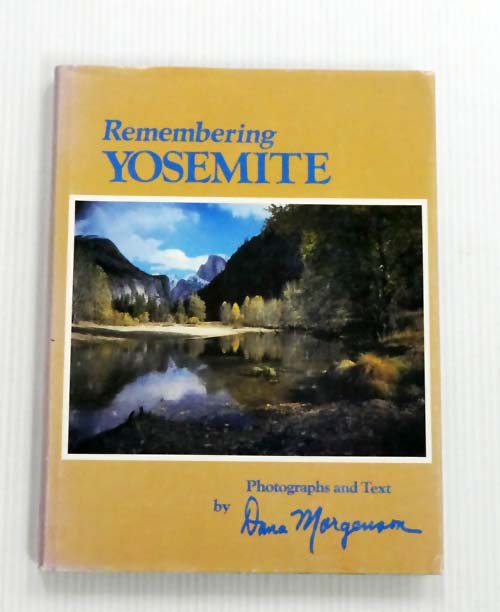 Remembering
YOSEMITE
Photographs and Text
by Dana Morgenson